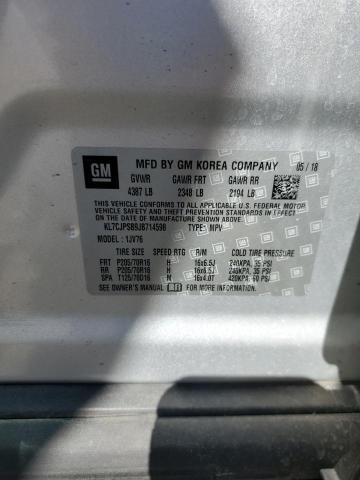 GM
MFD BY GM KOREA COMPANY 05 / 18
GVWR GAWR FRT GAWR RR
4387 LB 2348 LB 2194 LB
THIS VEHICLE CONFORMS TO ALL APPLICABLE U.S. FEDERAL MOTOR
VEHICLE SAFETY, BUMPER, AND THEFT PREVENTION STANDARDS IN
EFFECT ON THE DATE OF MANUFACTURE SHOWN ABOVE.
KL7CJPSB9JB714598 TYPE: MPV
MODEL : 1JV76
TIRE SIZE SPEED RTG RIM COLD TIRE PRESSURE
FRT P205/70R16 H 16x6.5J 240KPA, 35 PSI
RR P205/70R16 H 16x6.5J 240KPA, 35 PSI
SPA T125/70D16 M 16x4.0T 420KPA, 60 PSI
SEE OWNER'S MANUAL FOR MORE INFORMATION.